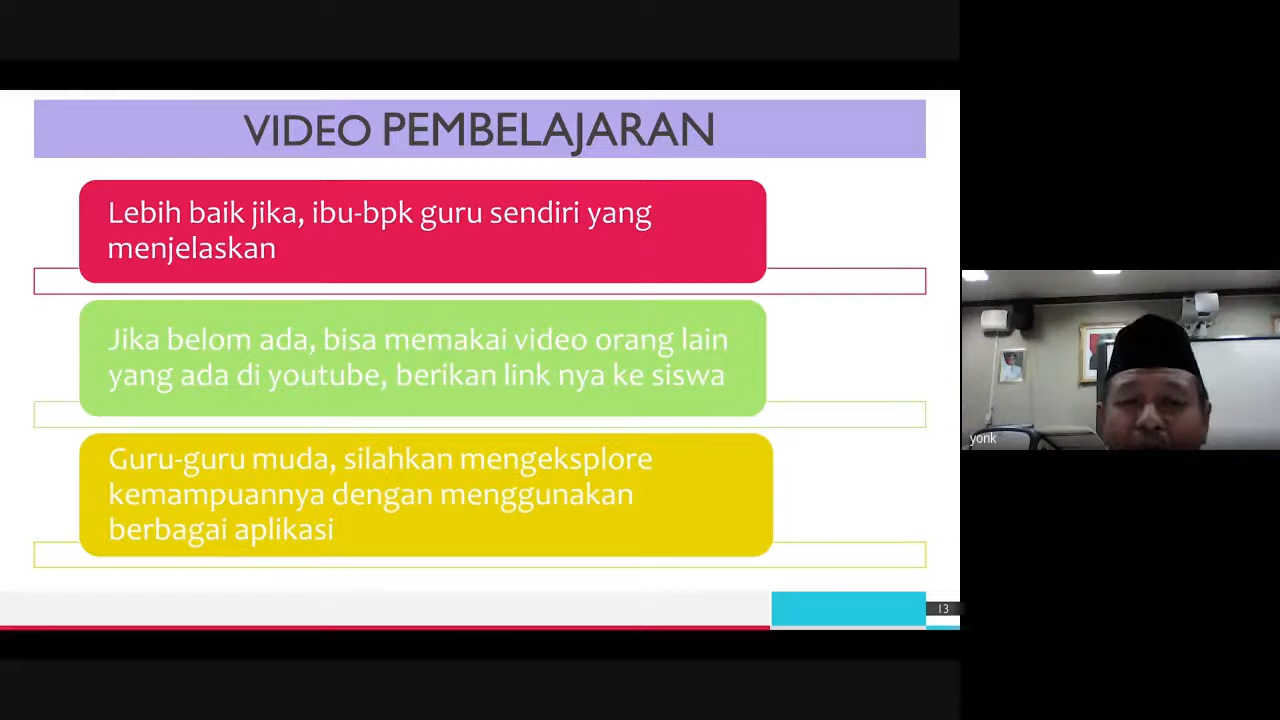 VIDEO PEMBELAJARAN
Lebih baik jika, ibu-bpk guru sendiri yang
menjelaskan
Jika belom ada, bisa memakai video orang lain
yang ada di youtube, berikan link nya ke siswa
Guru-guru muda, silahkan mengeksplore
kemampuannya dengan menggunakan
berbagai aplikasi
13
yonk